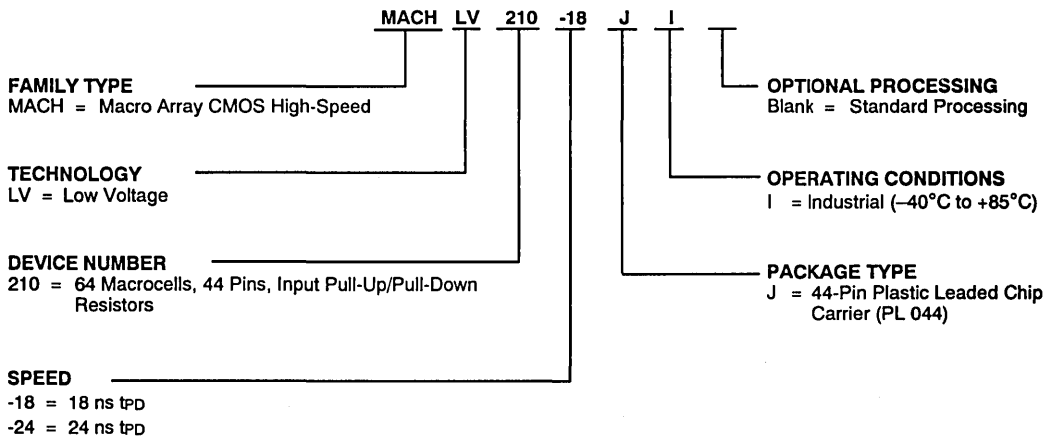 MACH LV 210 -18 J I
FAMILY TYPE
MACH = Macro Array CMOS High-Speed
TECHNOLOGY
LV = Low Voltage
DEVICE NUMBER
210 = 64 Macrocells, 44 Pins, Input Pull-Up/Pull-Down
Resistors
SPEED
-18 = 18 ns tPD
-24 = 24 ns tPD
OPTIONAL PROCESSING
Blank = Standard Processing
OPERATING CONDITIONS
I = Industrial (–40°C to +85°C)
PACKAGE TYPE
J = 44-Pin Plastic Leaded Chip
Carrier (PL 044)